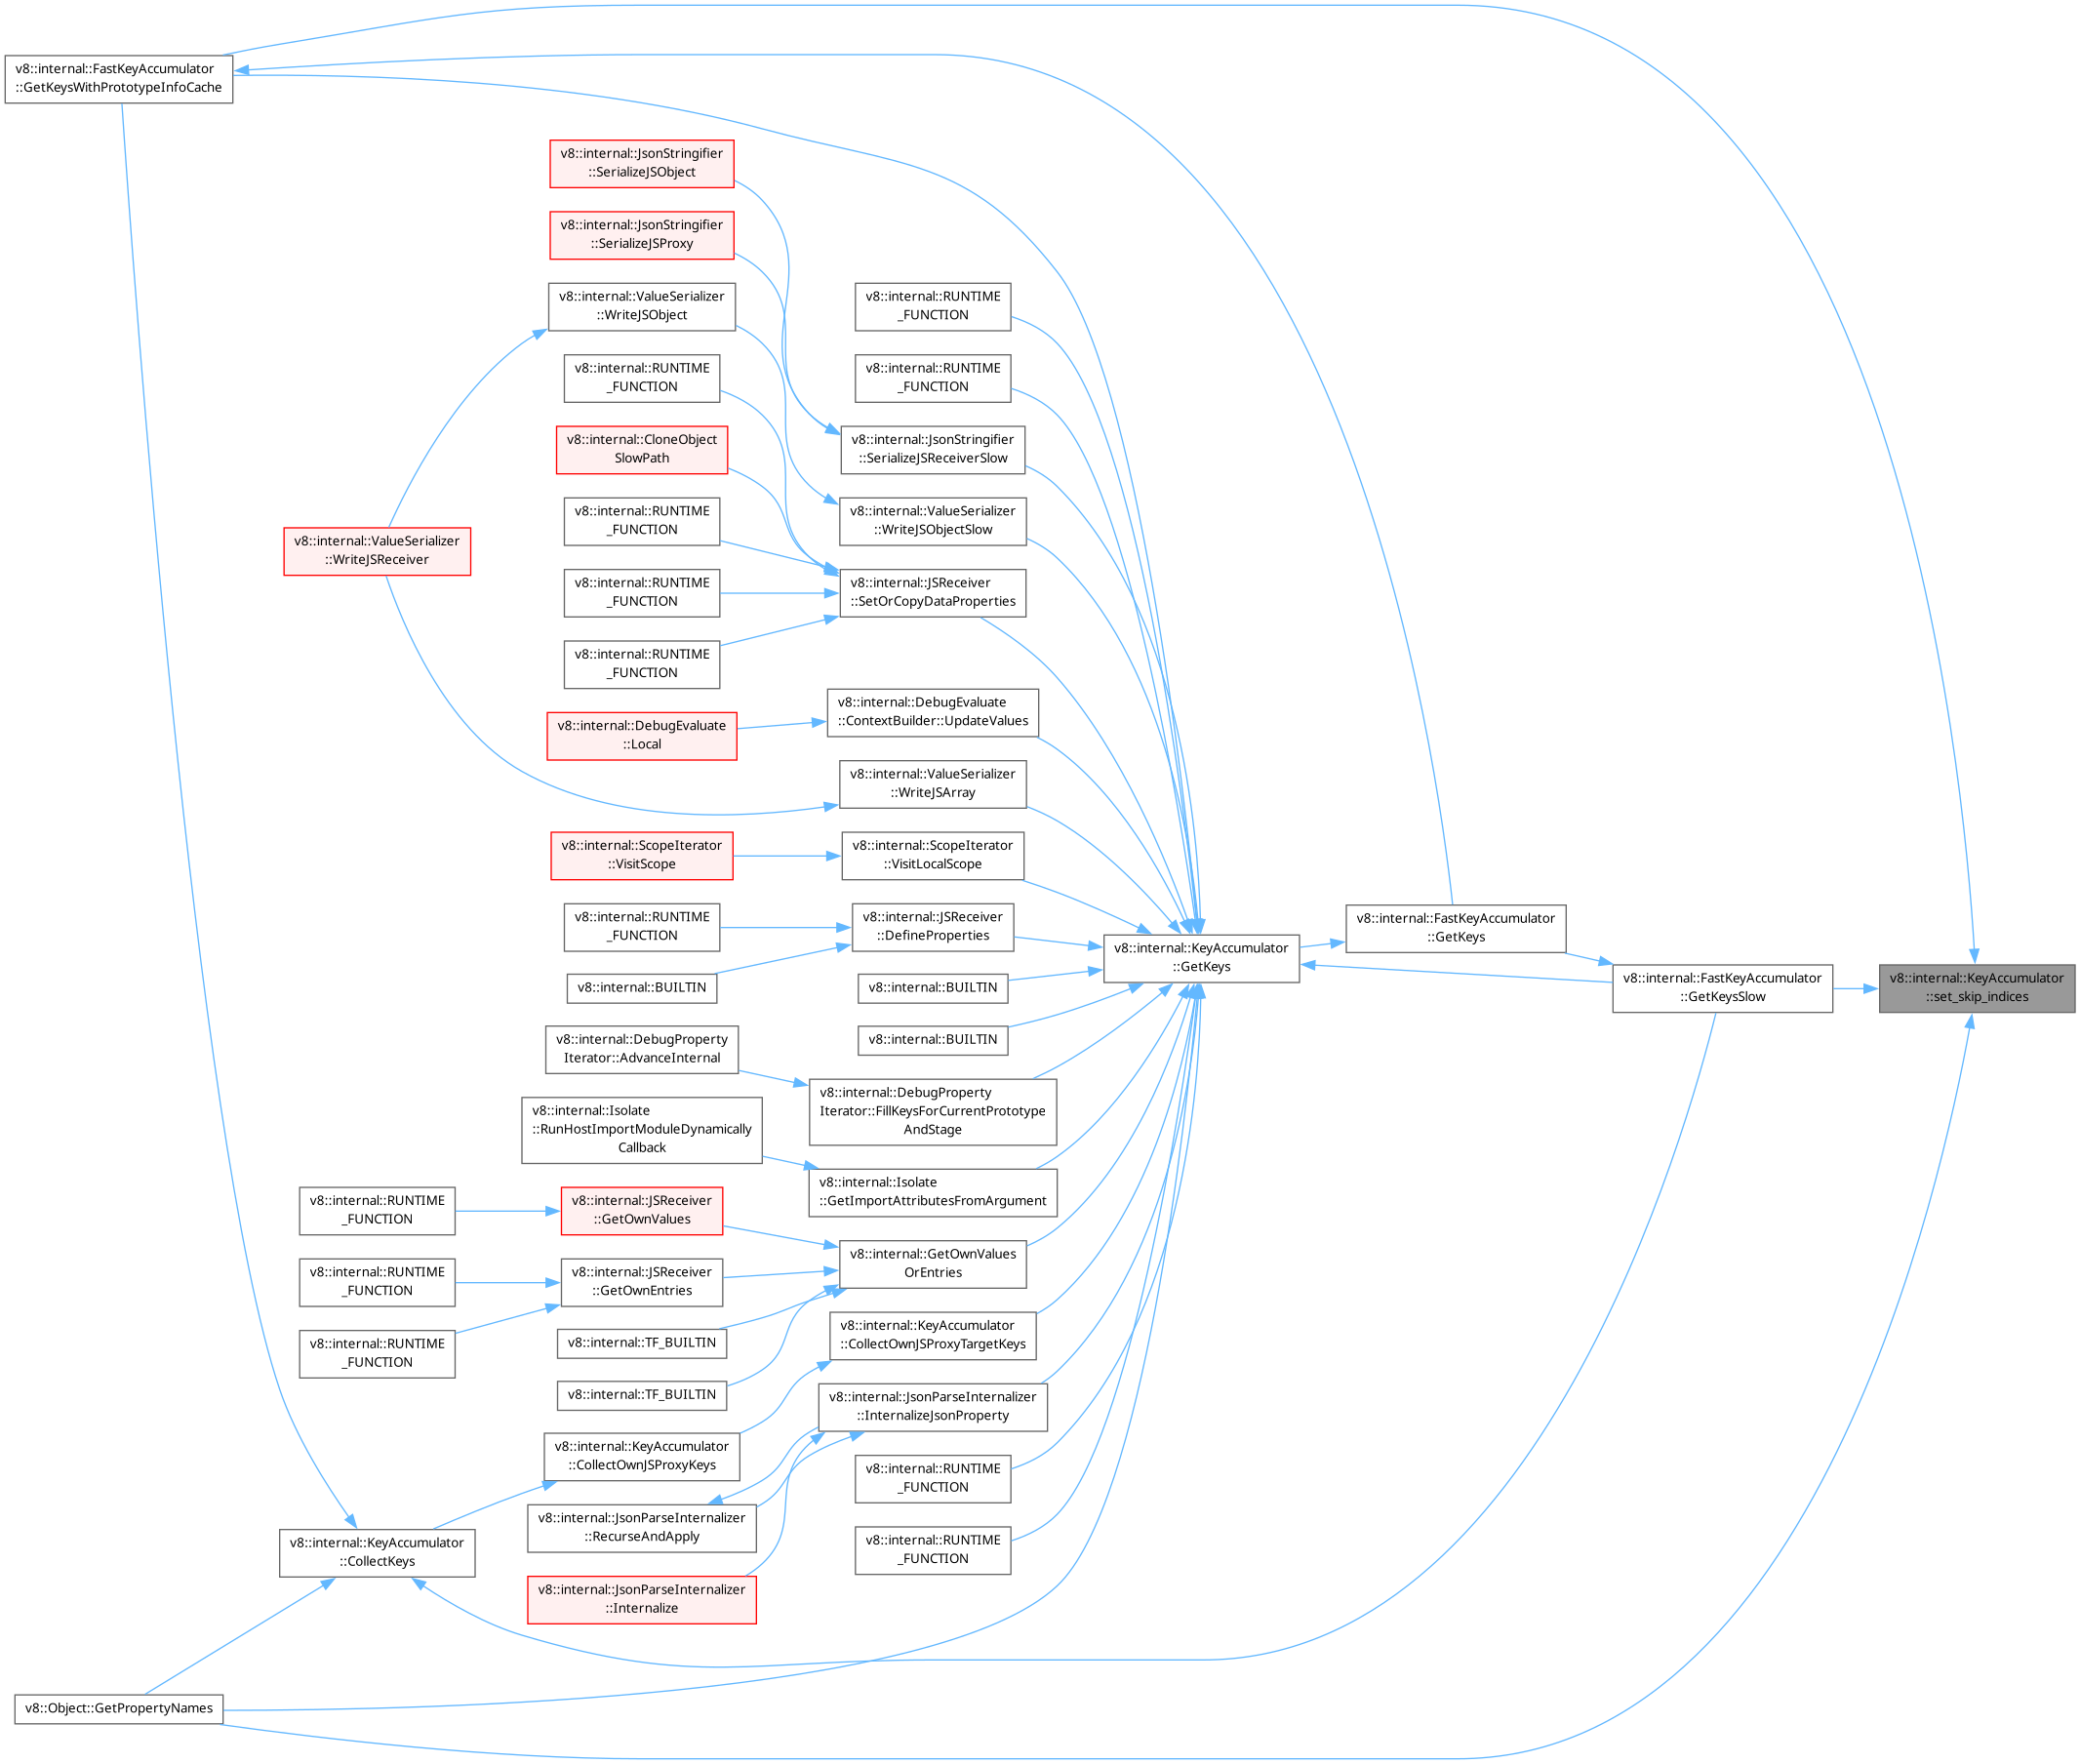 v8::internal::FastKeyAccumulator
::GetKeysWithPrototypeInfoCache
v8::internal::JsonStringifier
::SerializeJSObject
v8::internal::JsonStringifier
::SerializeJSProxy
v8::internal::ValueSerializer
::WriteJSObject
v8::internal::RUNTIME
_FUNCTION
v8::internal::RUNTIME
_FUNCTION
v8::internal::RUNTIME
_FUNCTION
v8::internal::CloneObject
SlowPath
v8::internal::JsonStringifier
::SerializeJSReceiverSlow
v8::internal::RUNTIME
_FUNCTION
v8::internal::ValueSerializer
::WriteJSObjectSlow
v8::internal::ValueSerializer
::WriteJSReceiver
v8::internal::RUNTIME
_FUNCTION
v8::internal::JSReceiver
::SetOrCopyDataProperties
v8::internal::RUNTIME
_FUNCTION
v8::internal::DebugEvaluate
::ContextBuilder::UpdateValues
v8::internal::DebugEvaluate
::Local
v8::internal::ValueSerializer
::WriteJSArray
v8::internal::ScopeIterator
::VisitScope
v8::internal::ScopeIterator
::VisitLocalScope
v8::internal::RUNTIME
_FUNCTION
v8::internal::JSReceiver
::DefineProperties
v8::internal::FastKeyAccumulator
::GetKeys
v8::internal::KeyAccumulator
::GetKeys
v8::internal::BUILTIN
v8::internal::BUILTIN
v8::internal::FastKeyAccumulator
::GetKeysSlow
v8::internal::KeyAccumulator
::set_skip_indices
v8::internal::BUILTIN
v8::internal::DebugProperty
Iterator::AdvanceInternal
v8::internal::DebugProperty
Iterator::FillKeysForCurrentPrototype
AndStage
v8::internal::Isolate
::RunHostImportModuleDynamically
Callback
v8::internal::Isolate
::GetImportAttributesFromArgument
v8::internal::RUNTIME
_FUNCTION
v8::internal::JSReceiver
::GetOwnValues
v8::internal::GetOwnValues
OrEntries
v8::internal::RUNTIME
_FUNCTION
v8::internal::JSReceiver
::GetOwnEntries
v8::internal::RUNTIME
_FUNCTION
v8::internal::TF_BUILTIN
v8::internal::KeyAccumulator
::CollectOwnJSProxyTargetKeys
v8::internal::TF_BUILTIN
v8::internal::JsonParseInternalizer
::InternalizeJsonProperty
v8::internal::KeyAccumulator
::CollectOwnJSProxyKeys
v8::internal::RUNTIME
_FUNCTION
v8::internal::JsonParseInternalizer
::RecurseAndApply
v8::internal::KeyAccumulator
::CollectKeys
v8::internal::RUNTIME
_FUNCTION
v8::internal::JsonParseInternalizer
::Internalize
v8::Object::GetPropertyNames